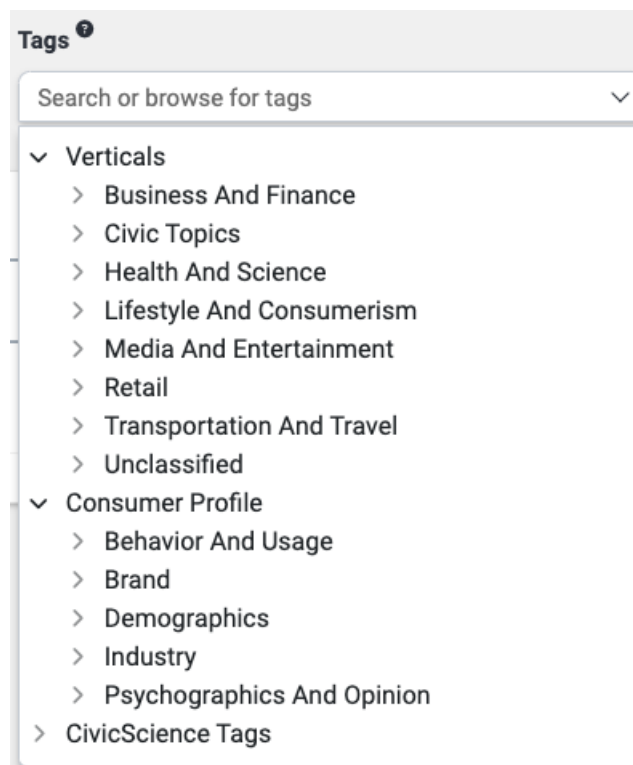 Tags ?
Search or browse for tags
Verticals
Business And Finance
Civic Topics
Health And Science
Lifestyle And Consumerism
Media And Entertainment
Retail
Transportation And Travel
Unclassified
Consumer Profile
Behavior And Usage
Brand
Demographics
Industry
Psychographics And Opinion
CivicScience Tags